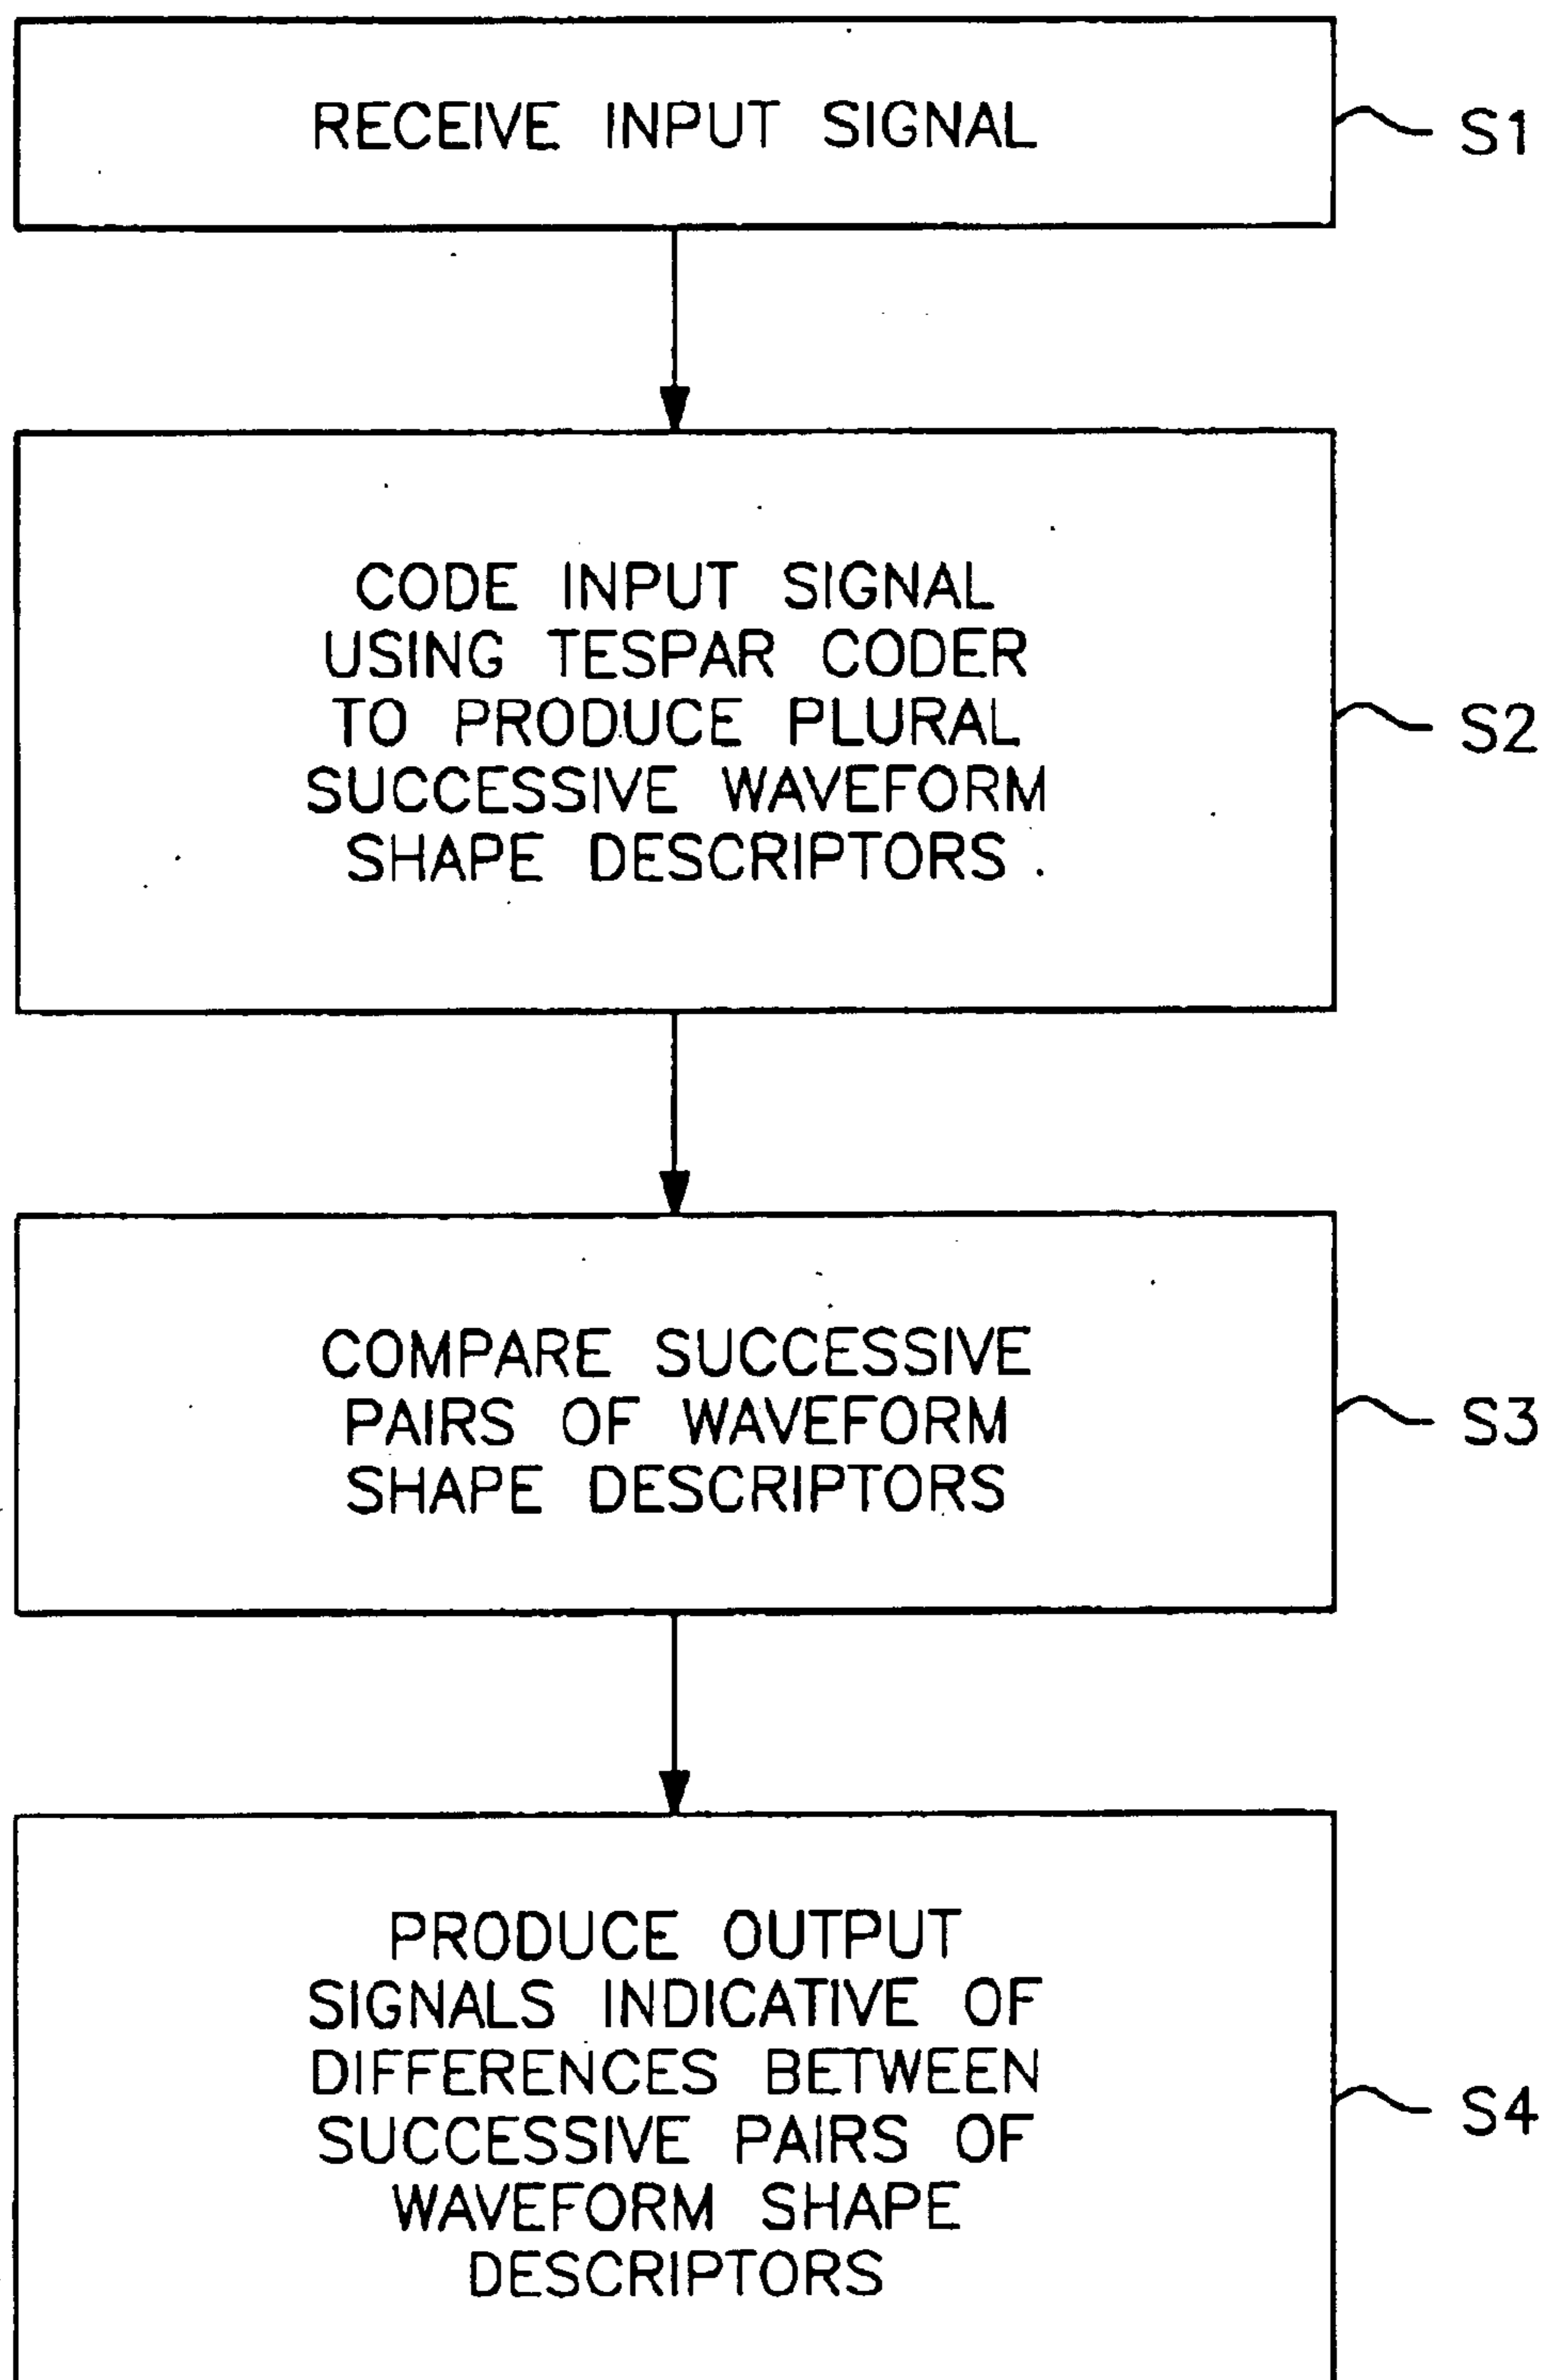 RECEIVE INPUT SIGNAL
S1
CODE INPUT SIGNAL
USING TESPAR CODER
TO PRODUCE PLURAL
SUCCESSIVE WAVEFORM
SHAPE DESCRIPTORS
S2
COMPARE SUCCESSIVE
PAIRS OF WAVEFORM
SHAPE DESCRIPTORS
S3
PRODUCE OUTPUT
SIGNALS INDICATIVE OF
DIFFERENCES BETWEEN
SUCCESSIVE PAIRS OF
WAVEFORM SHAPE
DESCRIPTORS
S4